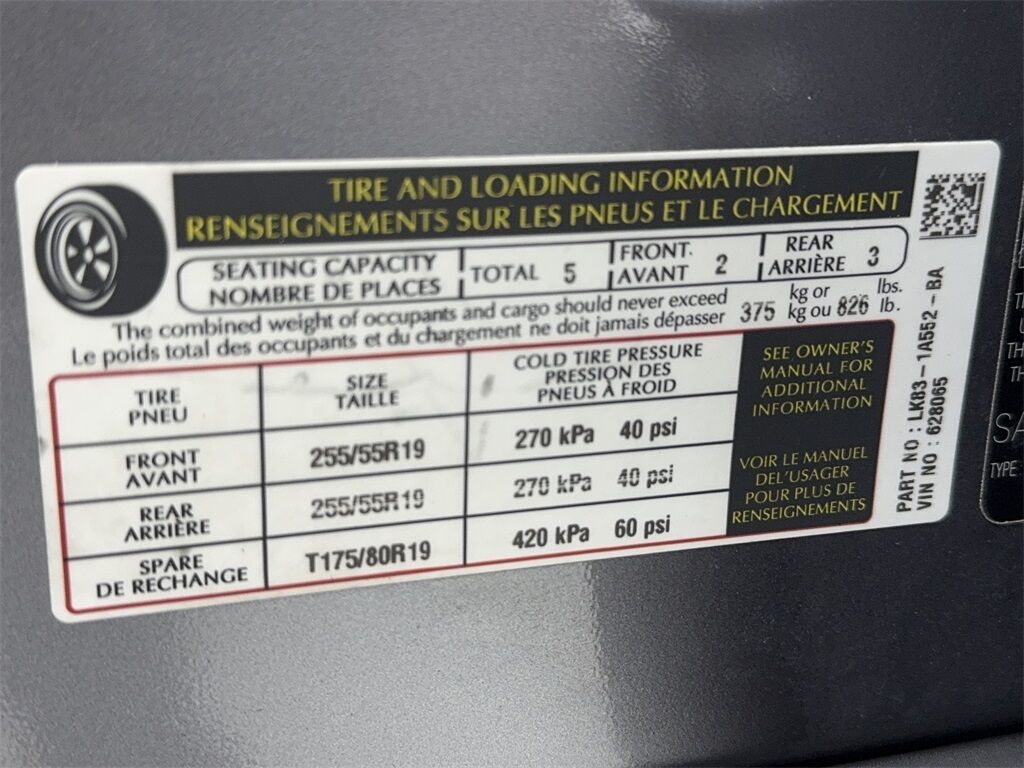 TIRE AND LOADING INFORMATION
RENSEIGNEMENTS SUR LES PNEUS ET LE CHARGEMENT
SEATING CAPACITY
NOMBRE DE PLACES
TOTAL 5
FRONT.
AVANT 2
REAR
ARRIÈRE 3
The combined weight of occupants and cargo should never exceed 375 kg or 826 lbs.
Le poids total des occupants et du chargement ne doit jamais dépasser kg ou lb.
TIRE
PNEU
SIZE
TAILLE
COLD TIRE PRESSURE
PRESSION DES
PNEUS À FROID
FRONT
AVANT
255/55R19
270 kPa 40 psi
REAR
ARRIÈRE
255/55R19
270 kPa 40 psi
SPARE
DE RECHANGE
T175/80R19
420 kPa 60 psi
SEE OWNER'S
MANUAL FOR
ADDITIONAL
INFORMATION
VOIR LE MANUEL
DEL'USAGER
POUR PLUS DE
RENSEIGNEMENTS
PART NO : LK83-1A552-BA
VIN NO : 628065
TYPE